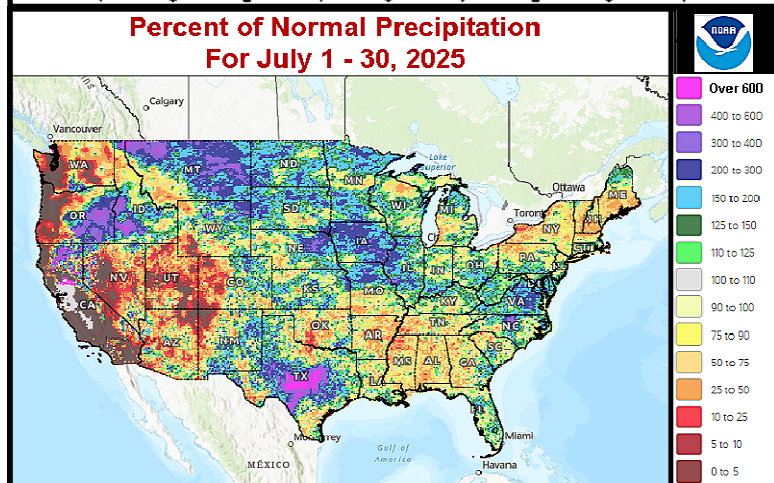 Percent of Normal Precipitation
For July 1 - 30, 2025
NOAA
Over 600
400 to 600
300 to 400
200 to 300
150 to 200
125 to 150
110 to 125
100 to 110
90 to 100
75 to 90
50 to 75
25 to 50
10 to 25
5 to 10
0 to 5
Calgary
Vancouver
Lake
Superior
Ottawa
WA
MT
ND
MN
ME
OR
ID
SD
WI
MI
Toron
NY
NH
WY
IA
CT
NV
UT
NE
IL
IN
OH
PA
CA
CO
KS
MO
KY
VA
AZ
NM
OK
AR
TN
NC
MS
AL
GA
SC
TX
LA
FL
Miami
Gulf of
America
MÉXICO
Havana